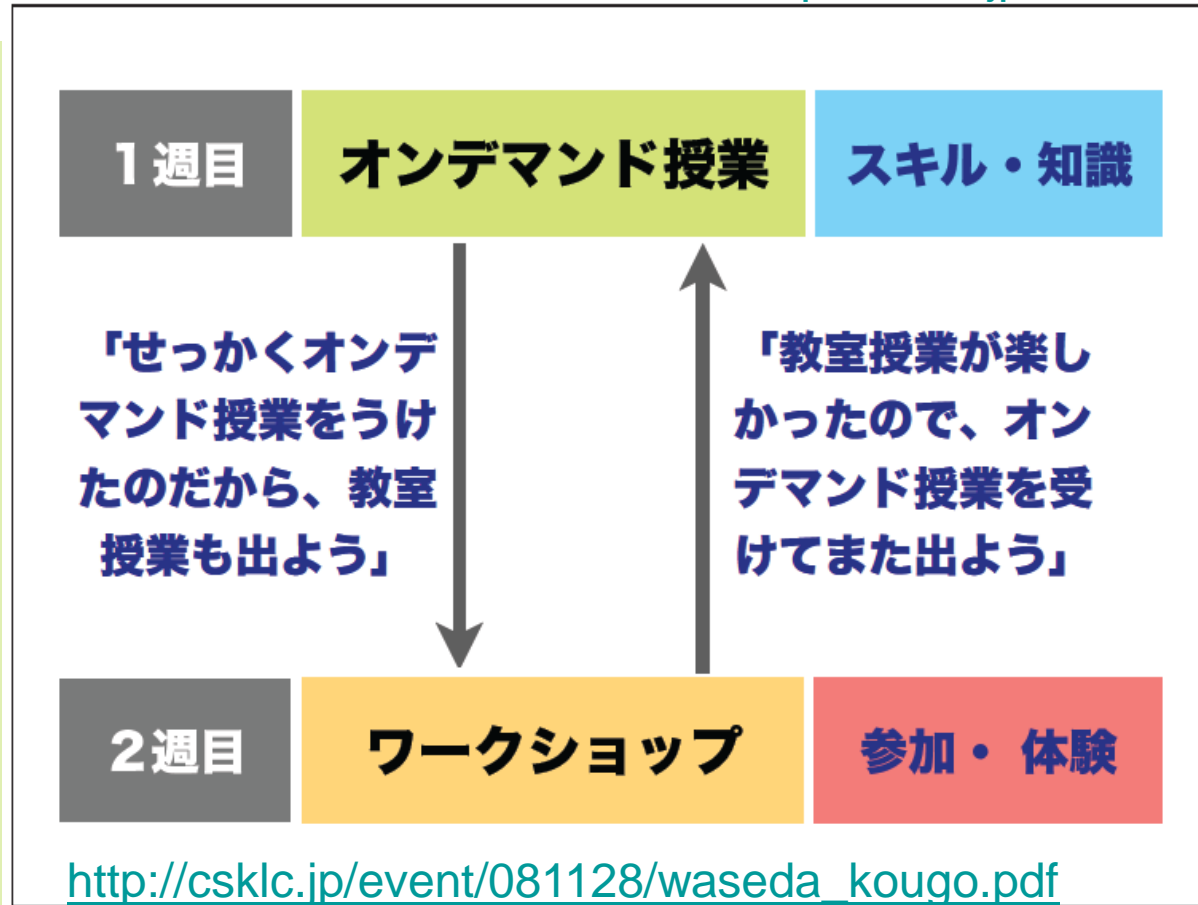 1週目 オンデマンド授業 スキル・知識
「せっかくオンデ
マンド授業をうけ
たのだから、教室
授業も出よう」
「教室授業が楽し
かったので、オン
デマンド授業を受
けてまた出よう」
2週目 ワークショップ 参加・ 体験
http://csklc.jp/event/081128/waseda_kougo.pdf